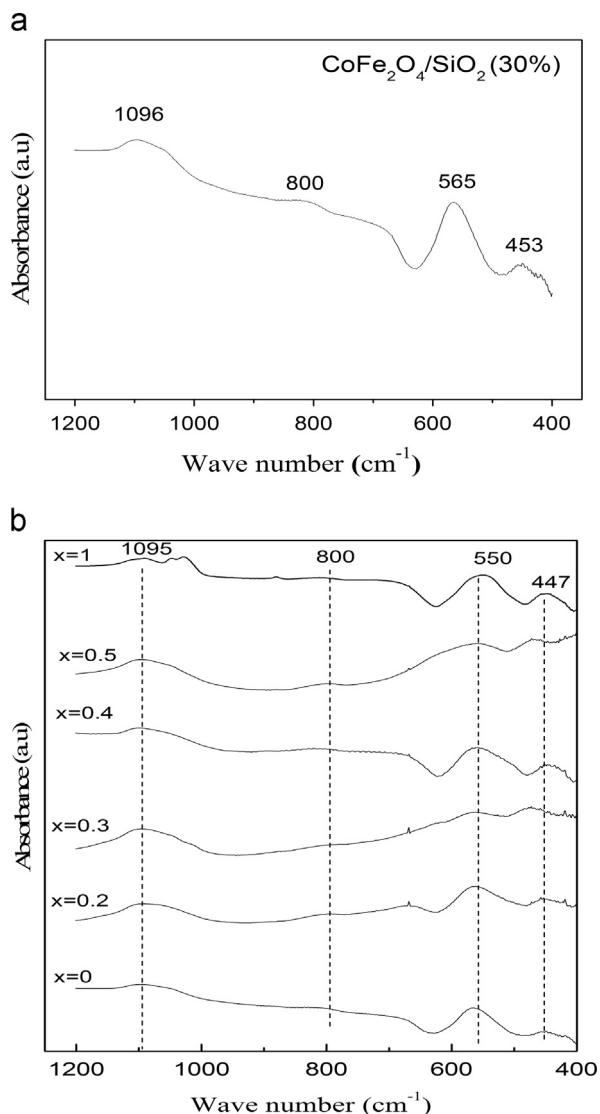 a
CoFe₂O₄/SiO₂ (30%)
1096
800
565
453
Absorbance (a.u)
1200 1000 800 600 400
Wave number (cm⁻¹)
b
x=1 1095 800 550 447
x=0.5
x=0.4
x=0.3
x=0.2
x=0
Absorbance (a.u)
1200 1000 800 600 400
Wave number (cm⁻¹)